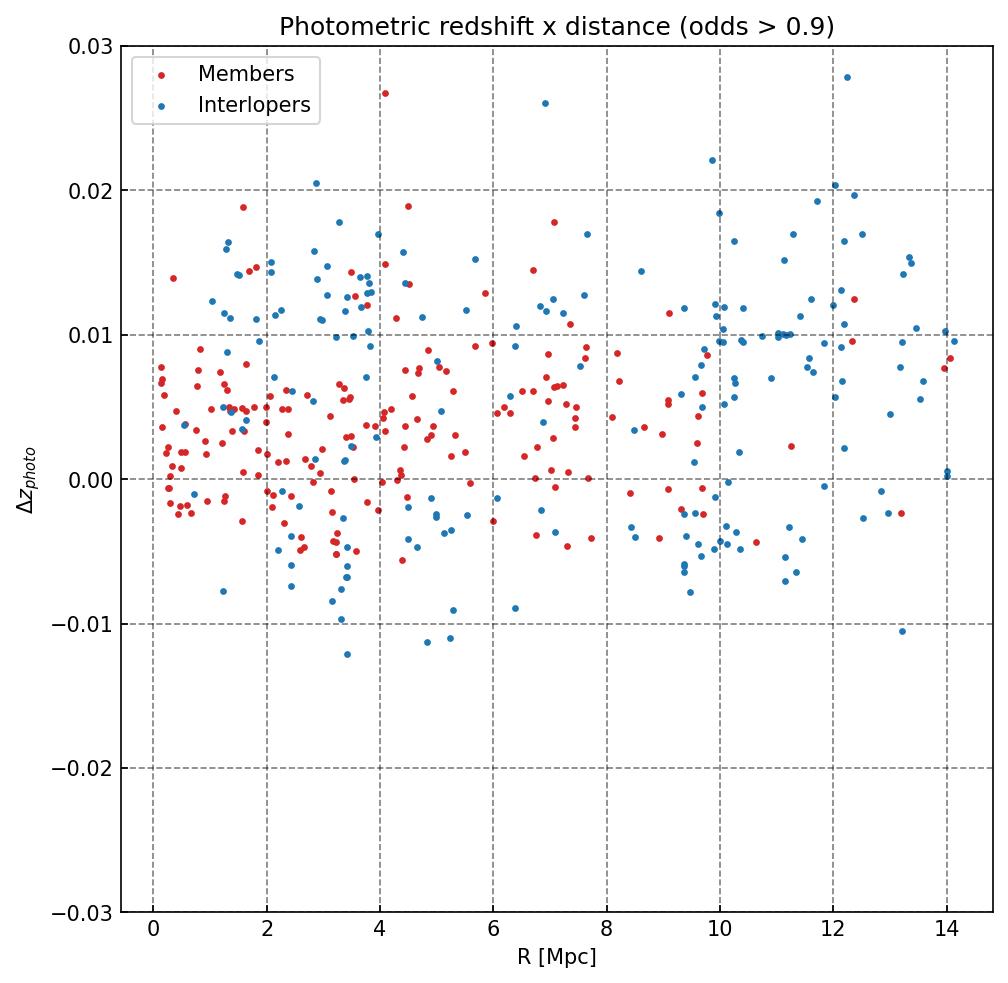 Photometric redshift x distance (odds > 0.9)
Members
Interlopers
0.03
0.02
0.01
0.00
−0.01
−0.02
−0.03
Δz_photo
0 2 4 6 8 10 12 14
R [Mpc]